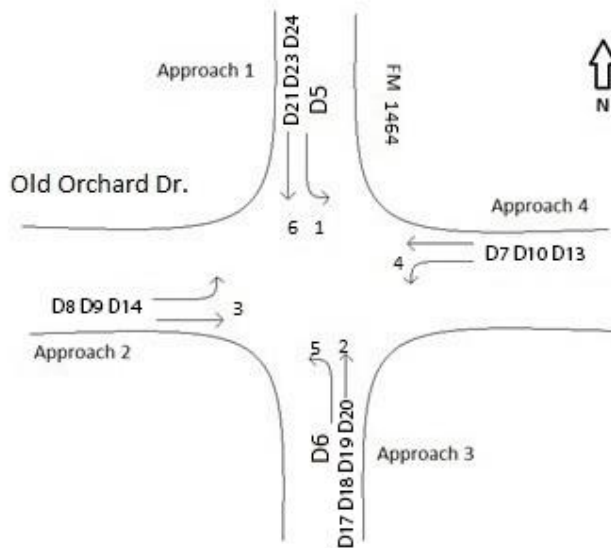 Approach 1
D21 D23 D24
D5
FM 1464
N
Old Orchard Dr.
Approach 4
6 1
4
D7 D10 D13
D8 D9 D14
3
Approach 2
5 2
D6
D17 D18 D19 D20
Approach 3